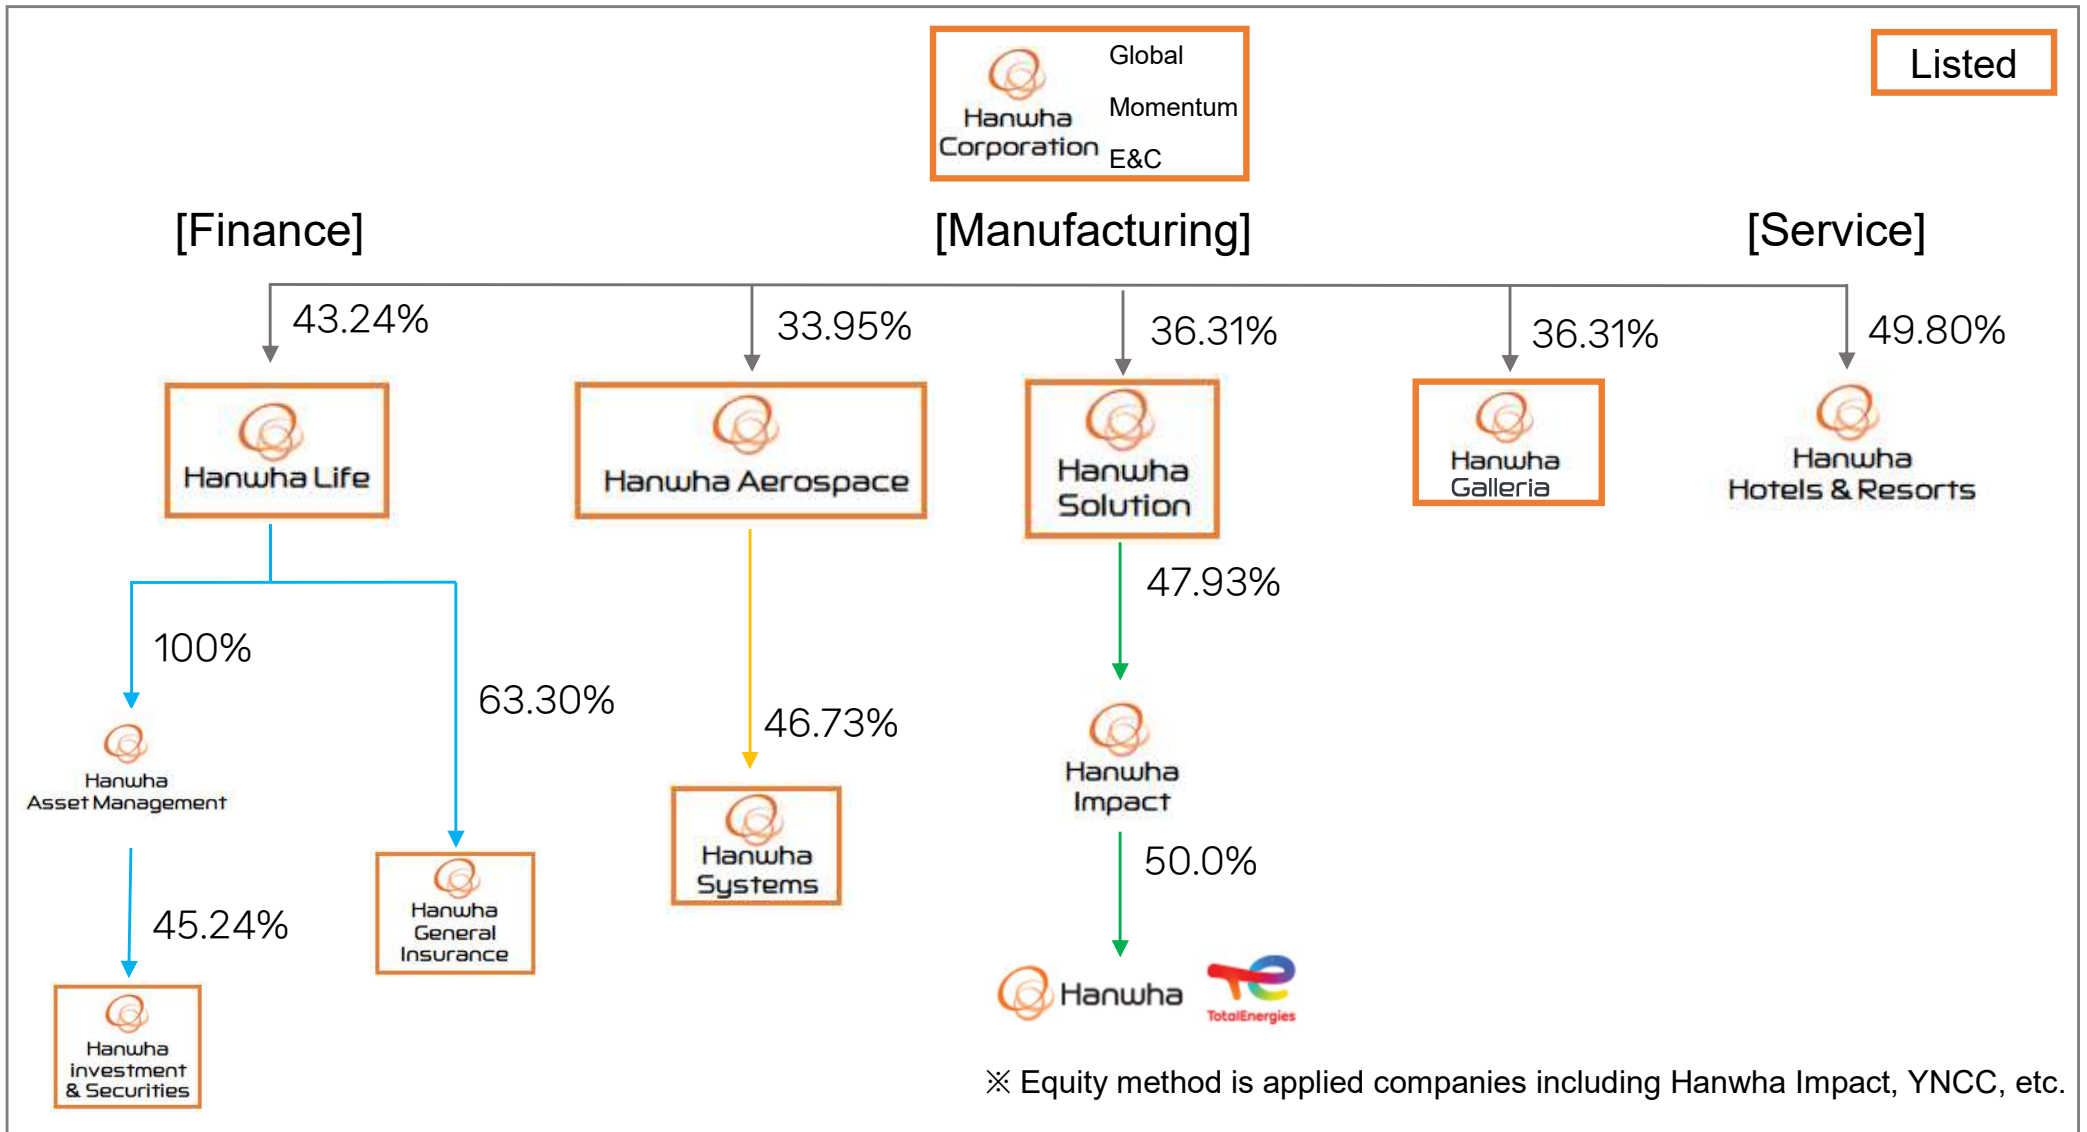 Hanwha
Corporation
Global
Momentum
E&C
Listed
[Finance]
[Manufacturing]
[Service]
43.24%
33.95%
36.31%
36.31%
49.80%
Hanwha Life
Hanwha Aerospace
Hanwha
Solution
Hanwha
Galleria
Hanwha
Hotels & Resorts
100%
63.30%
46.73%
47.93%
Hanwha
Asset Management
Hanwha
General
Insurance
Hanwha
Systems
Hanwha
Impact
45.24%
50.0%
Hanwha
investment
& Securities
Hanwha
TotalEnergies
※ Equity method is applied companies including Hanwha Impact, YNCC, etc.